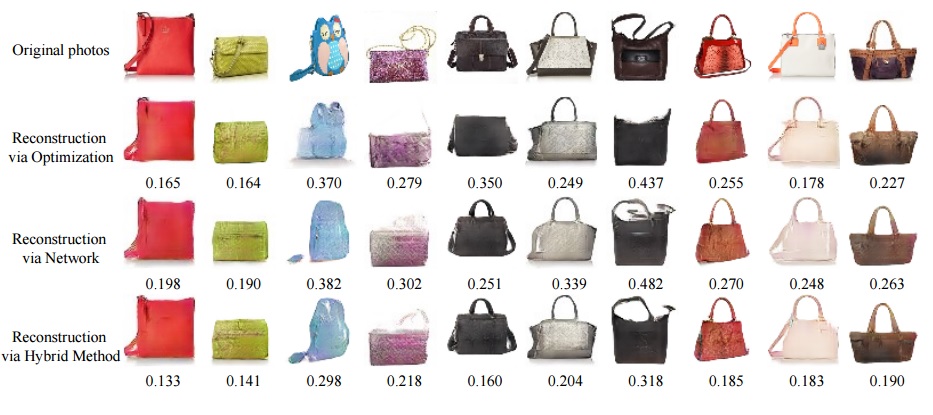 Original photos
Reconstruction
via Optimization
0.165 0.164 0.370 0.279 0.350 0.249 0.437 0.255 0.178 0.227
Reconstruction
via Network
0.198 0.190 0.382 0.302 0.251 0.339 0.482 0.270 0.248 0.263
Reconstruction
via Hybrid Method
0.133 0.141 0.298 0.218 0.160 0.204 0.318 0.185 0.183 0.190